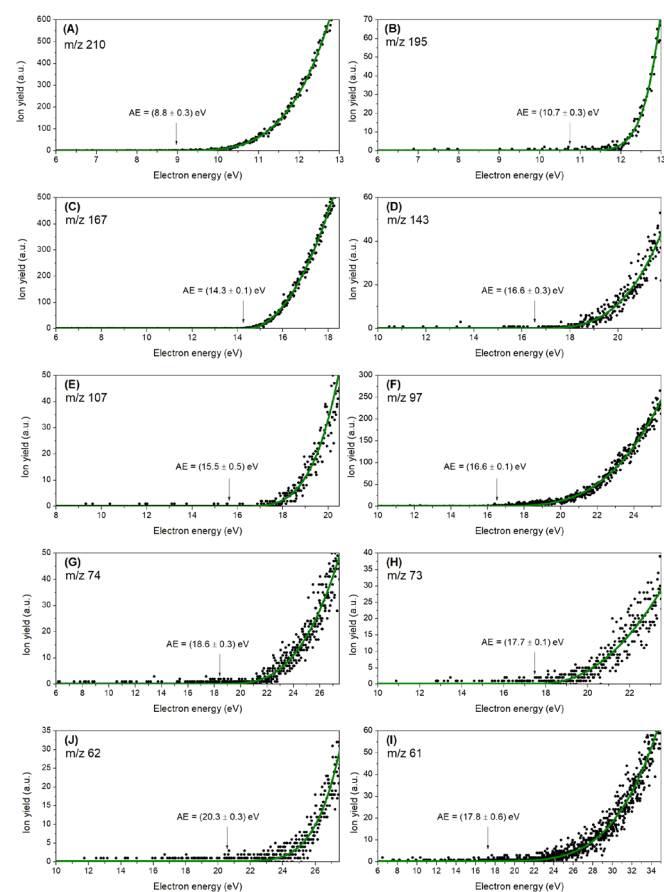 (A)
m/z 210
AE = (8.8 ± 0.3) eV
Ion yield (a.u.)
600
500
400
300
200
100
0
6 7 8 9 10 11 12 13
Electron energy (eV)
(B)
m/z 195
AE = (10.7 ± 0.3) eV
Ion yield (a.u.)
70
60
50
40
30
20
10
0
6 7 8 9 10 11 12 13
Electron energy (eV)
(C)
m/z 167
AE = (14.3 ± 0.1) eV
Ion yield (a.u.)
500
400
300
200
100
0
6 8 10 12 14 16 18
Electron energy (eV)
(D)
m/z 143
AE = (16.6 ± 0.3) eV
Ion yield (a.u.)
60
40
20
0
10 12 14 16 18 20
Electron energy (eV)
(E)
m/z 107
AE = (15.5 ± 0.5) eV
Ion yield (a.u.)
50
40
30
20
10
0
8 10 12 14 16 18 20
Electron energy (eV)
(F)
m/z 97
AE = (16.6 ± 0.1) eV
Ion yield (a.u.)
300
250
200
150
100
50
0
10 12 14 16 18 20 22 24
Electron energy (eV)
(G)
m/z 74
AE = (18.6 ± 0.3) eV
Ion yield (a.u.)
50
40
30
20
10
0
6 8 10 12 14 16 18 20 22 24 26
Electron energy (eV)
(H)
m/z 73
AE = (17.7 ± 0.1) eV
Ion yield (a.u.)
40
35
30
25
20
15
10
5
0
10 12 14 16 18 20 22
Electron energy (eV)
(J)
m/z 62
AE = (20.3 ± 0.3) eV
Ion yield (a.u.)
35
30
25
20
15
10
5
0
10 12 14 16 18 20 22 24 26
Electron energy (eV)
(I)
m/z 61
AE = (17.8 ± 0.6) eV
Ion yield (a.u.)
60
50
40
30
20
10
0
6 8 10 12 14 16 18 20 22 24 26 28 30 32 34
Electron energy (eV)